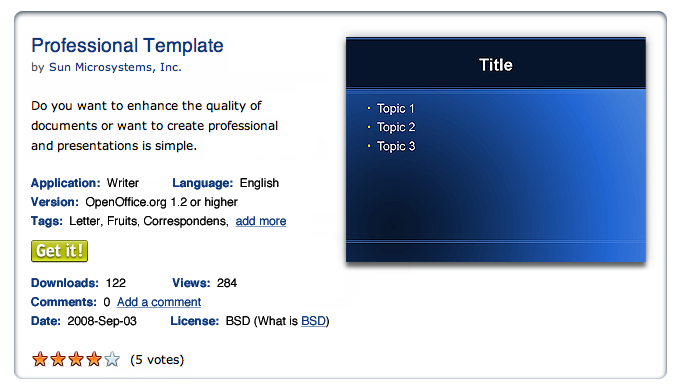 Professional Template
by Sun Microsystems, Inc.
Do you want to enhance the quality of
documents or want to create professional
and presentations is simple.
Application: Writer Language: English
Version: OpenOffice.org 1.2 or higher
Tags: Letter, Fruits, Correspondens, add more
Get it!
Downloads: 122 Views: 284
Comments: 0 Add a comment
Date: 2008-Sep-03 License: BSD (What is BSD)
(5 votes)
Title
• Topic 1
• Topic 2
• Topic 3